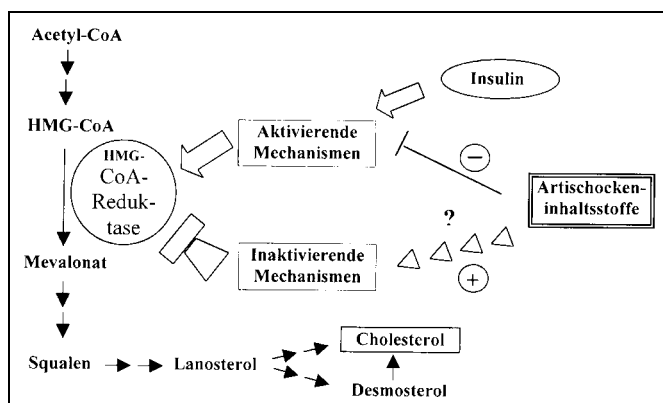 Acetyl-CoA
Insulin
HMG-CoA
Aktivierende
Mechanismen
−
HMG-
CoA-
Reduk-
tase
Artischocken-
inhaltsstoffe
?
Mevalonat
Inaktivierende
Mechanismen
+
Squalen
Lanosterol
Cholesterol
Desmosterol